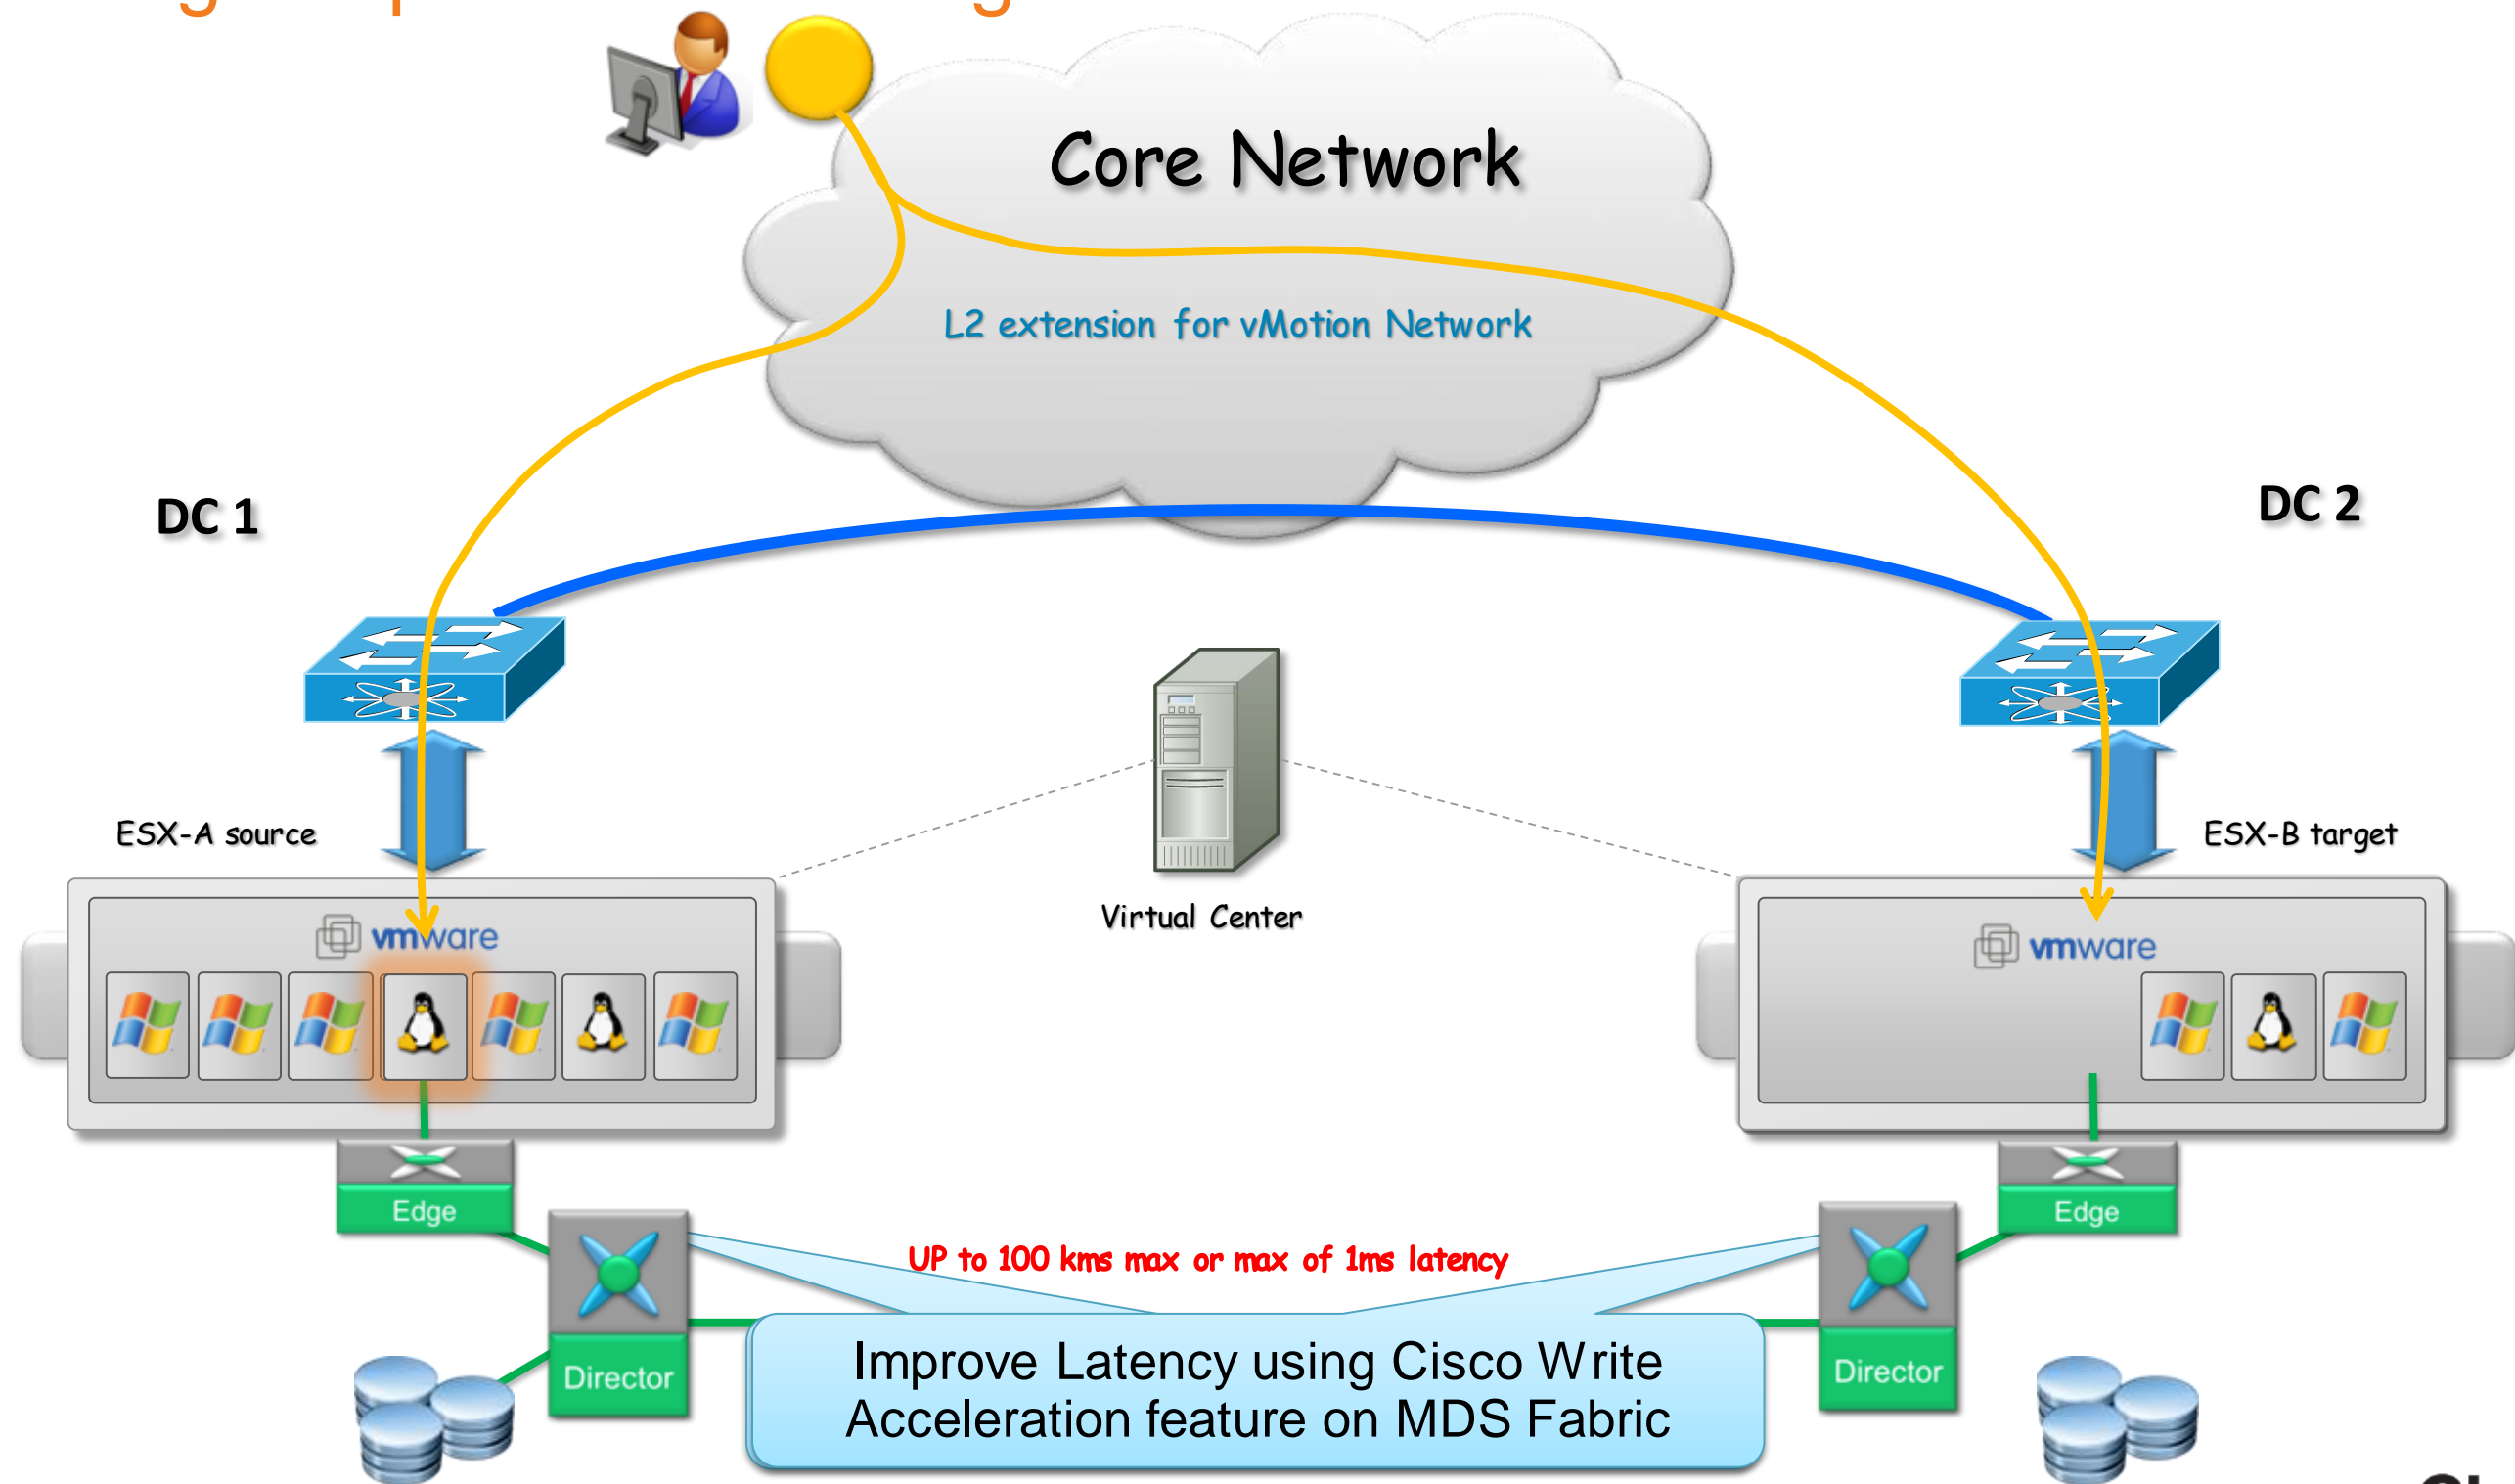 Core Network
L2 extension for vMotion Network
DC 1
DC 2
ESX-A source
ESX-B target
Virtual Center
vmware
vmware
Edge
Edge
UP to 100 kms max or max of 1ms latency
Director
Director
Improve Latency using Cisco Write
Acceleration feature on MDS Fabric